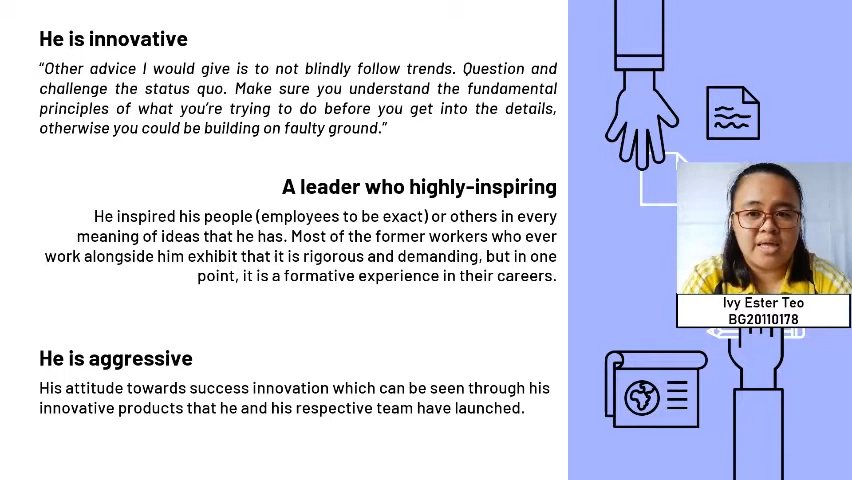 He is innovative
“Other advice I would give is to not blindly follow trends. Question and
challenge the status quo. Make sure you understand the fundamental
principles of what you’re trying to do before you get into the details,
otherwise you could be building on faulty ground.”
A leader who highly-inspiring
He inspired his people (employees to be exact) or others in every
meaning of ideas that he has. Most of the former workers who ever
work alongside him exhibit that it is rigorous and demanding, but in one
point, it is a formative experience in their careers.
He is aggressive
His attitude towards success innovation which can be seen through his
innovative products that he and his respective team have launched.
Ivy Ester Teo
BG20110178